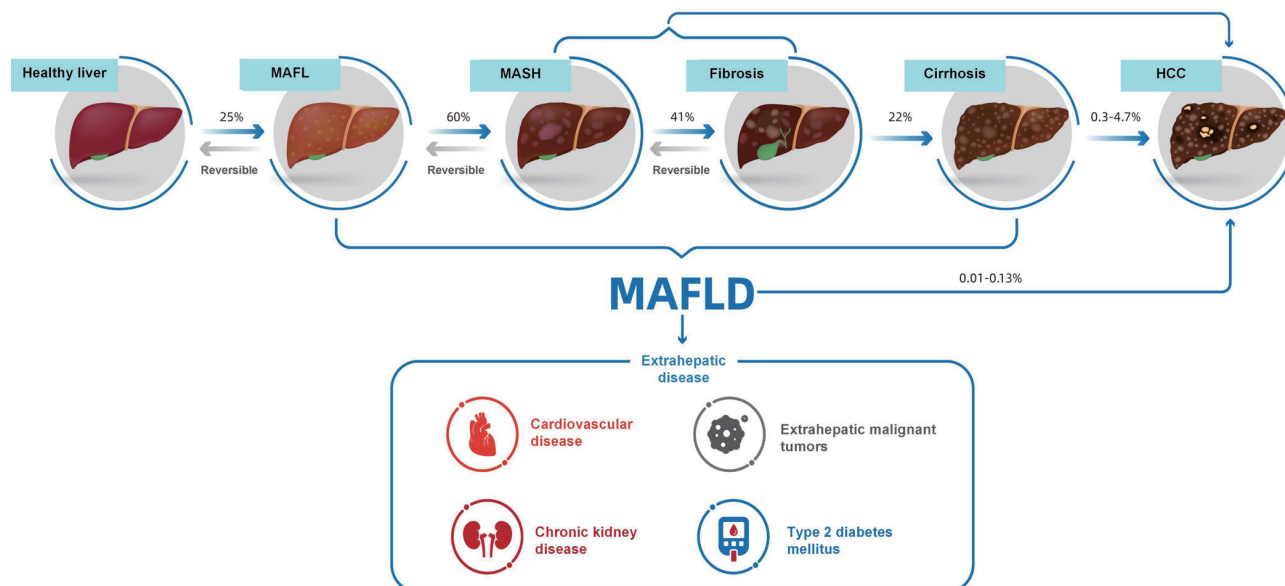 Healthy liver
MAFL
MASH
Fibrosis
Cirrhosis
HCC
25%
Reversible
60%
Reversible
41%
Reversible
22%
0.3-4.7%
MAFLD
0.01-0.13%
Extrahepatic
disease
Cardiovascular
disease
Extrahepatic malignant
tumors
Chronic kidney
disease
Type 2 diabetes
mellitus